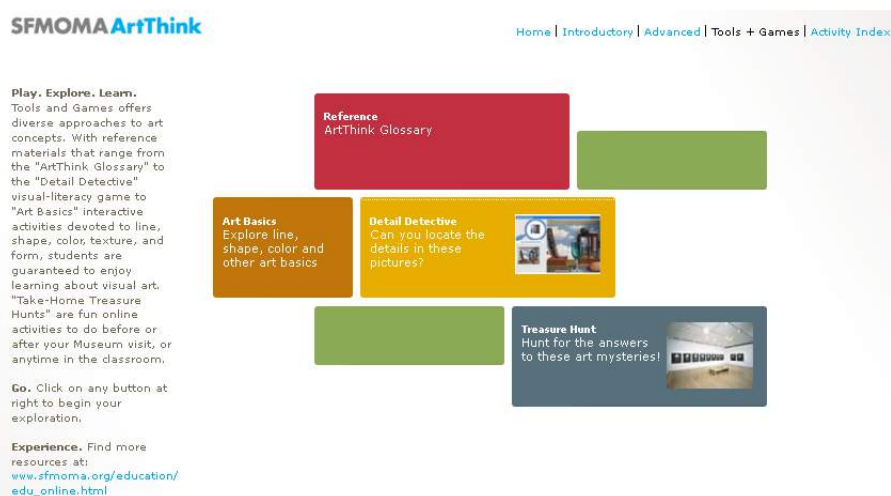 SFMOMA ArtThink
Home | Introductory | Advanced | Tools + Games | Activity Index
Play. Explore. Learn.
Tools and Games offers
diverse approaches to art
concepts. With reference
materials that range from
the "ArtThink Glossary" to
the "Detail Detective"
visual-literacy game to
"Art Basics" interactive
activities devoted to line,
shape, color, texture, and
form, students are
guaranteed to enjoy
learning about visual art.
"Take-Home Treasure
Hunts" are fun online
activities to do before or
after your Museum visit, or
anytime in the classroom.
Go. Click on any button at
right to begin your
exploration.
Experience. Find more
resources at:
www.sfmoma.org/education/
edu_online.html
Reference
ArtThink Glossary
Art Basics
Explore line,
shape, color and
other art basics
Detail Detective
Can you locate the
details in these
pictures?
Treasure Hunt
Hunt for the answers
to these art mysteries!